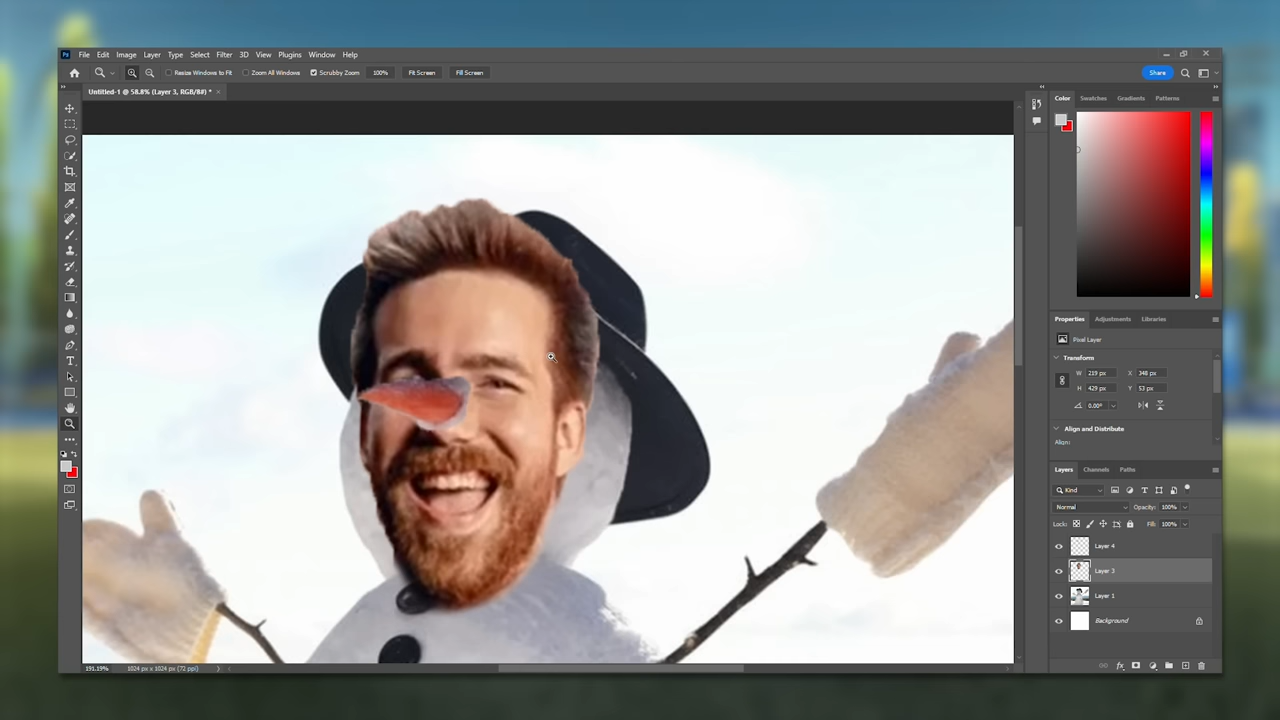 Ps File Edit Image Layer Type Select Filter 3D View Plugins Window Help
Resize Windows to Fit Zoom All Windows Scrubby Zoom 100% Fit Screen Fill Screen Share
Untitled-1 @ 58.8% (Layer 3, RGB/8#) * ×
Color Swatches Gradients Patterns
Properties Adjustments Libraries
Pixel Layer
Transform
W 219 px X 348 px
H 429 px Y 53 px
0.00°
Align and Distribute
Align:
Layers Channels Paths
Kind
Normal Opacity: 100%
Lock: Fill: 100%
Layer 4
Layer 3
Layer 1
Background
191.19% 1024 px x 1024 px (72 ppi)